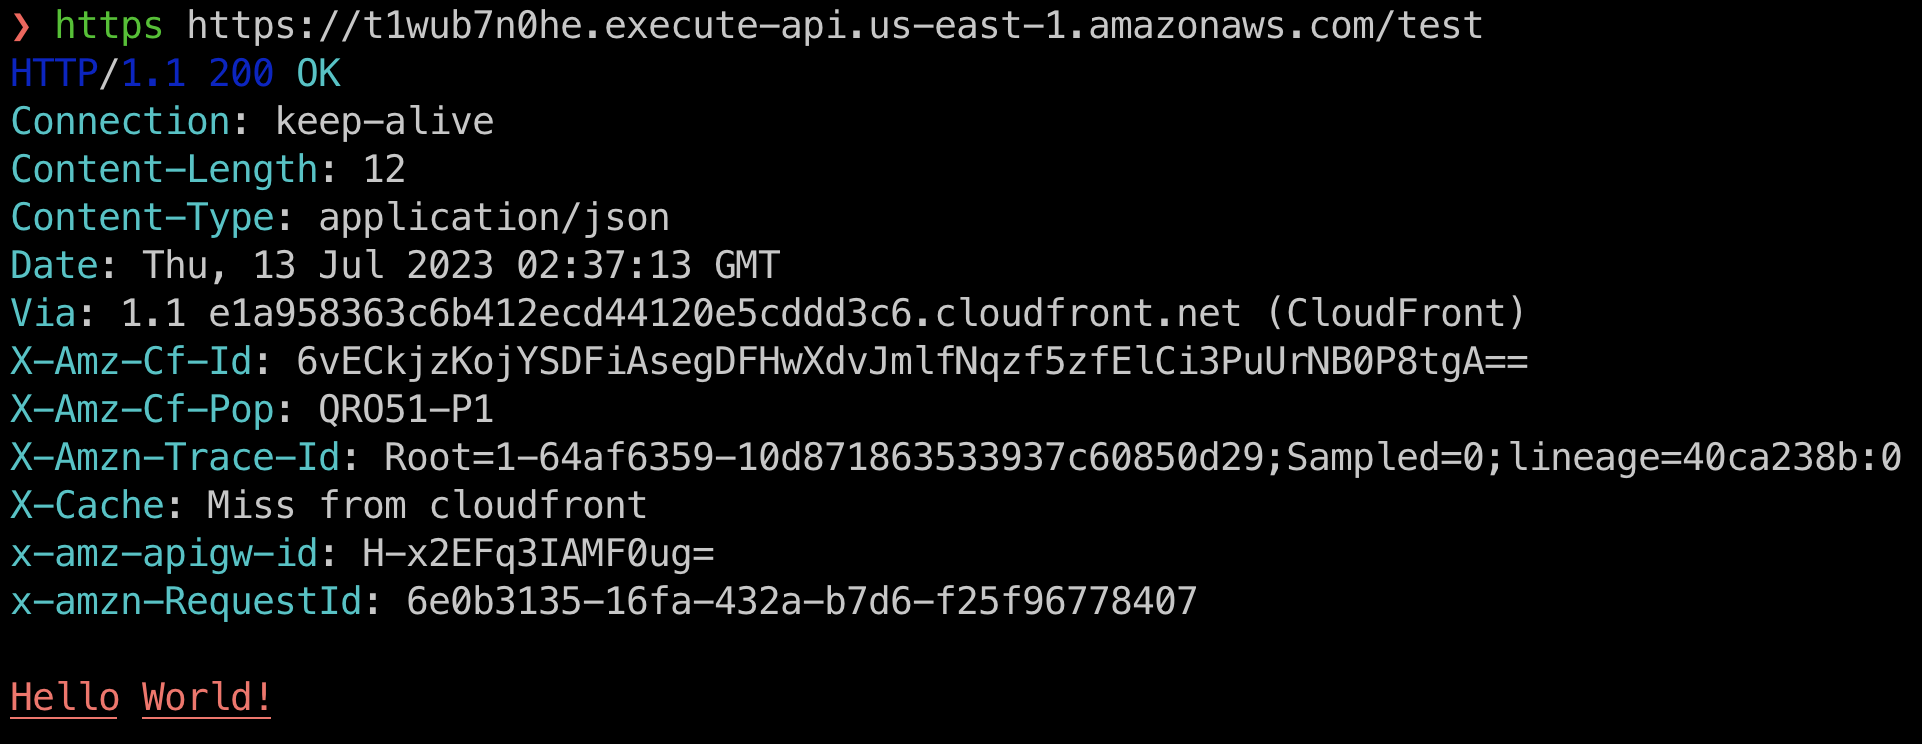 ❯ https https://t1wub7n0he.execute-api.us-east-1.amazonaws.com/test
HTTP/1.1 200 OK
Connection: keep-alive
Content-Length: 12
Content-Type: application/json
Date: Thu, 13 Jul 2023 02:37:13 GMT
Via: 1.1 e1a958363c6b412ecd44120e5cddd3c6.cloudfront.net (CloudFront)
X-Amz-Cf-Id: 6vECkjzKojYSDFiAsegDFHwXdvJmlfNqzf5zfElCi3PuUrNB0P8tgA==
X-Amz-Cf-Pop: QRO51-P1
X-Amzn-Trace-Id: Root=1-64af6359-10d871863533937c60850d29;Sampled=0;lineage=40ca238b:0
X-Cache: Miss from cloudfront
x-amz-apigw-id: H-x2EFq3IAMF0ug=
x-amzn-RequestId: 6e0b3135-16fa-432a-b7d6-f25f96778407
Hello World!